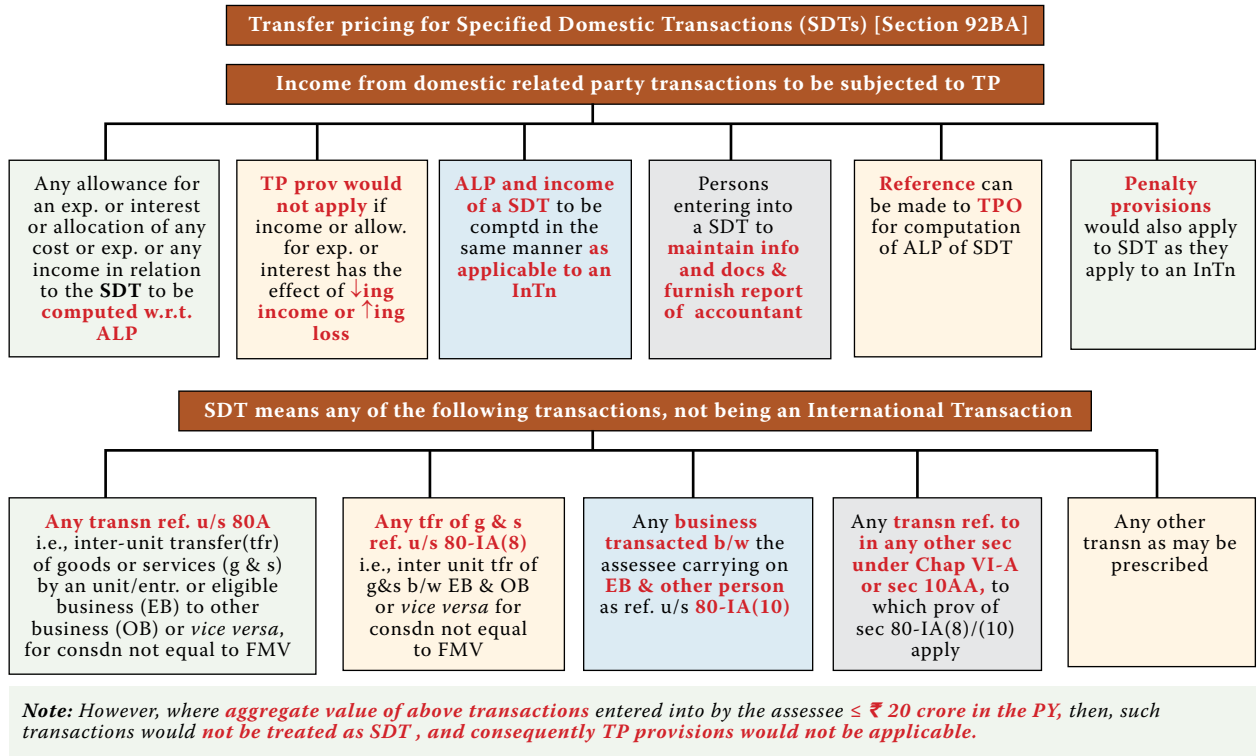 Transfer pricing for Specified Domestic Transactions (SDTs) [Section 92BA]
Income from domestic related party transactions to be subjected to TP
Any allowance for
an exp. or interest
or allocation of any
cost or exp. or any
income in relation
to the SDT to be
computed w.r.t.
ALP
TP prov would
not apply if
income or allow.
for exp. or
interest has the
effect of ↓ing
income or ↑ing
loss
ALP and income
of a SDT to be
comptd in the
same manner as
applicable to an
InTn
Persons
entering into
a SDT to
maintain info
and docs &
furnish report
of accountant
Reference can
be made to TPO
for computation
of ALP of SDT
Penalty
provisions
would also apply
to SDT as they
apply to an InTn
SDT means any of the following transactions, not being an International Transaction
Any transn ref. u/s 80A
i.e., inter-unit transfer(tfr)
of goods or services (g & s)
by an unit/entr. or eligible
business (EB) to other
business (OB) or vice versa,
for consdn not equal to FMV
Any tfr of g & s
ref. u/s 80-IA(8)
i.e., inter unit tfr of
g&s b/w EB & OB
or vice versa for
consdn not equal
to FMV
Any business
transacted b/w the
assessee carrying on
EB & other person
as ref. u/s 80-IA(10)
Any transn ref. to
in any other sec
under Chap VI-A
or sec 10AA, to
which prov of
sec 80-IA(8)/(10)
apply
Any other
transn as may be
prescribed
Note: However, where aggregate value of above transactions entered into by the assessee ≤ ₹ 20 crore in the PY, then, such
transactions would not be treated as SDT , and consequently TP provisions would not be applicable.